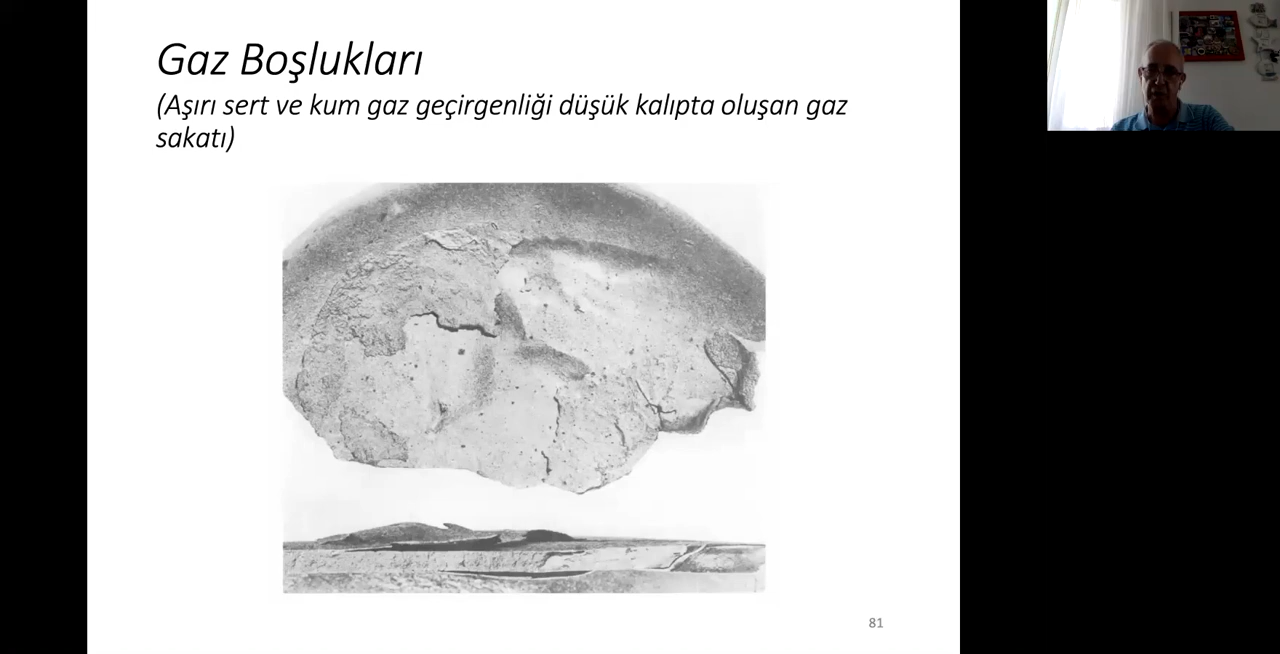 Gaz Boşlukları
(Aşırı sert ve kum gaz geçirgenliği düşük kalıpta oluşan gaz
sakatı)
81